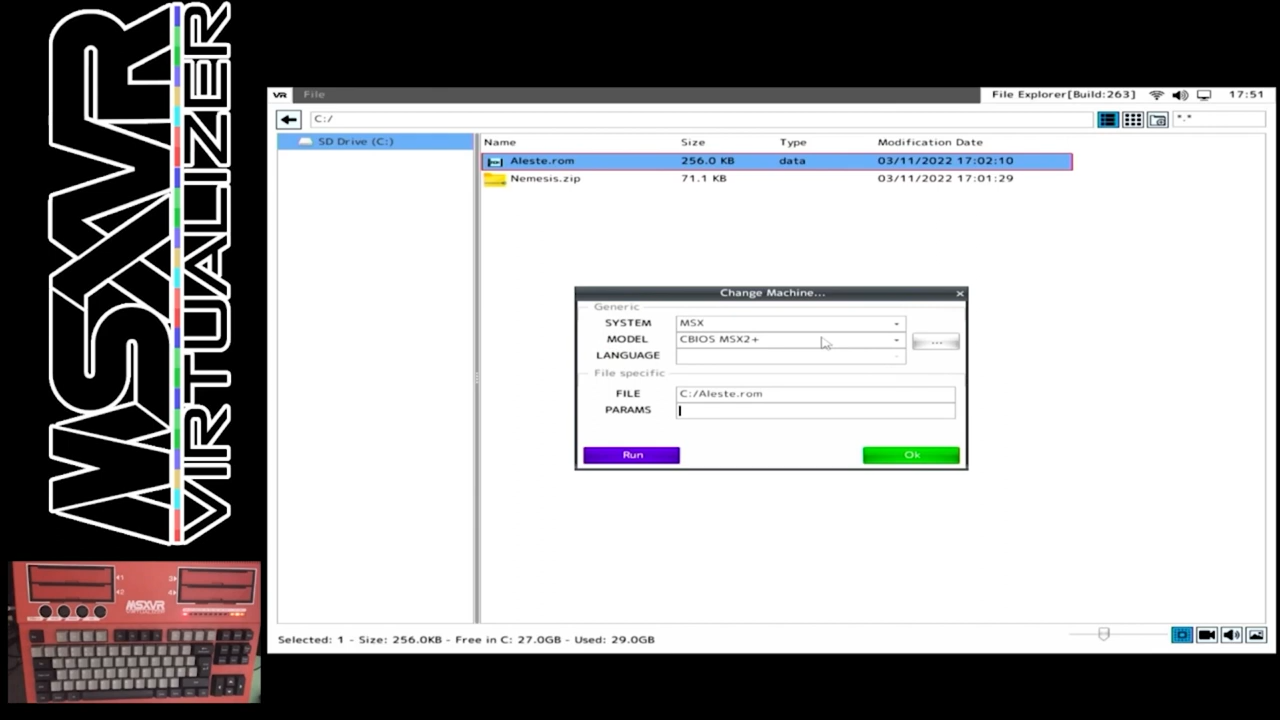 MSXVR
VIRTUALIZER
VR File File Explorer[Build:263] 17:51
C:/ *.*
SD Drive (C:) Name Size Type Modification Date
Aleste.rom 256.0 KB data 03/11/2022 17:02:10
Nemesis.zip 71.1 KB 03/11/2022 17:01:29
Change Machine...
Generic
SYSTEM MSX
MODEL CBIOS MSX2+ ...
LANGUAGE
File specific
FILE C:/Aleste.rom
PARAMS
Run Ok
MSXVR
Selected: 1 - Size: 256.0KB - Free in C: 27.0GB - Used: 29.0GB